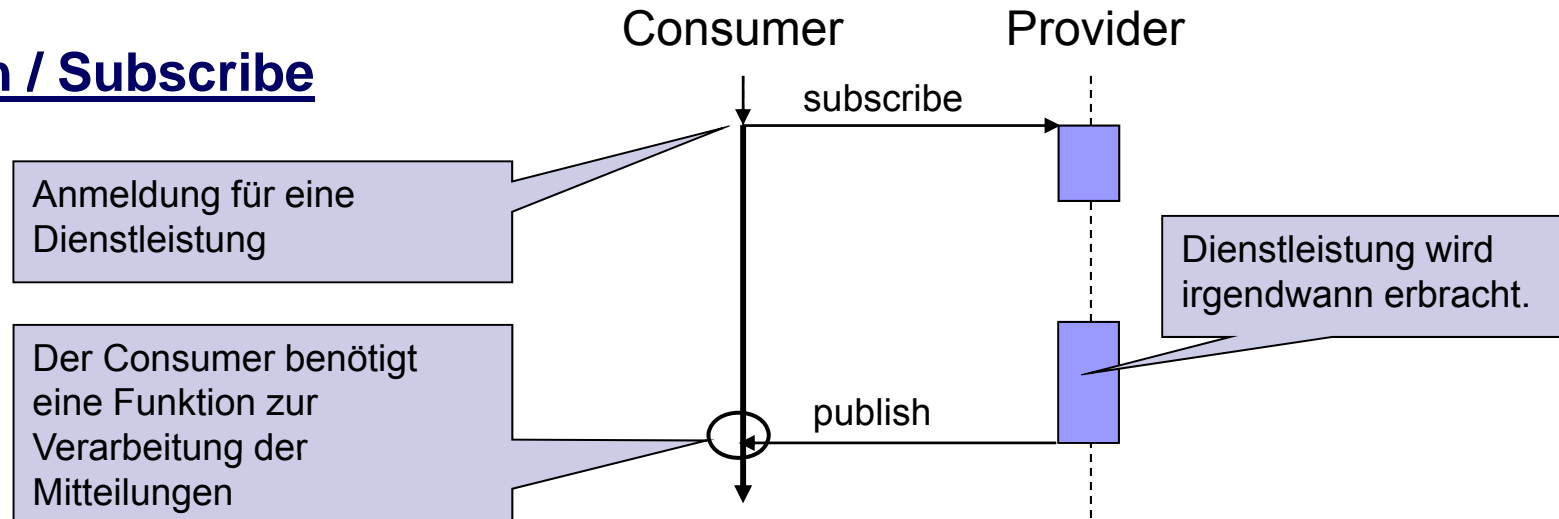 Consumer Provider
/ Subscribe
subscribe
Anmeldung für eine
Dienstleistung
Dienstleistung wird
irgendwann erbracht.
Der Consumer benötigt
eine Funktion zur
Verarbeitung der
Mitteilungen
publish